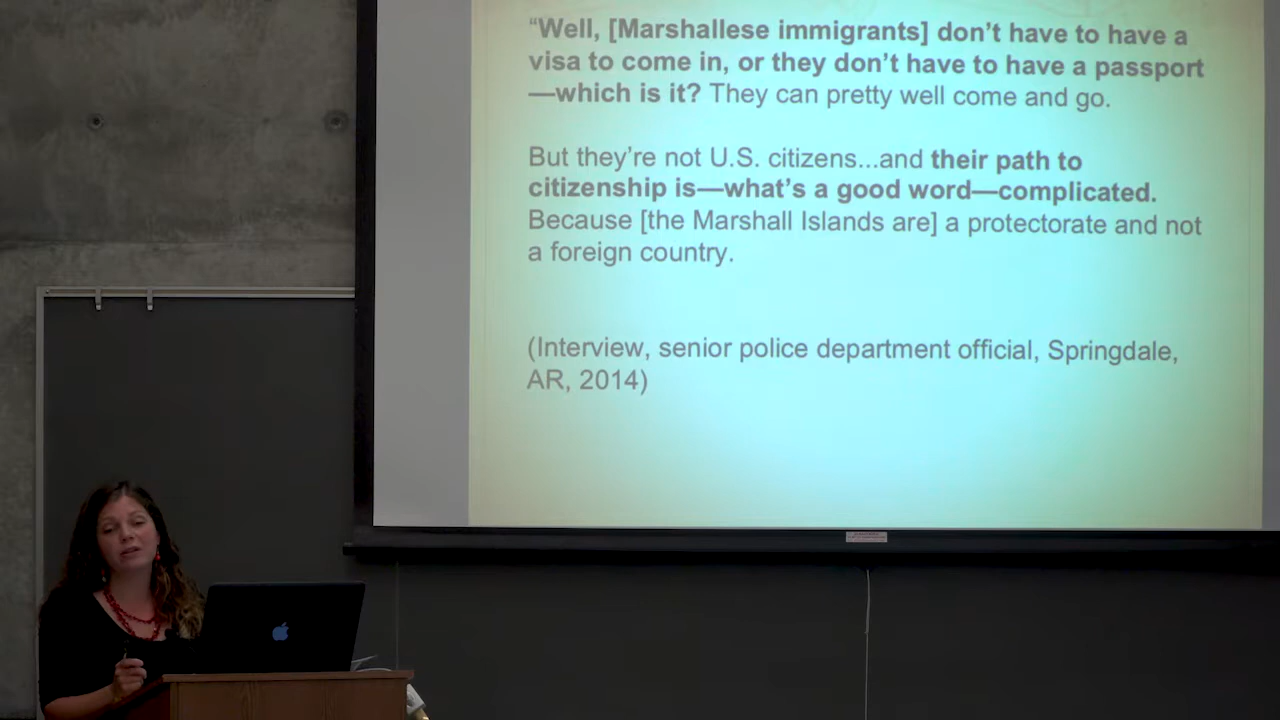 “Well, [Marshallese immigrants] don’t have to have a
visa to come in, or they don’t have to have a passport
—which is it? They can pretty well come and go.
But they’re not U.S. citizens...and their path to
citizenship is—what’s a good word—complicated.
Because [the Marshall Islands are] a protectorate and not
a foreign country.
(Interview, senior police department official, Springdale,
AR, 2014)